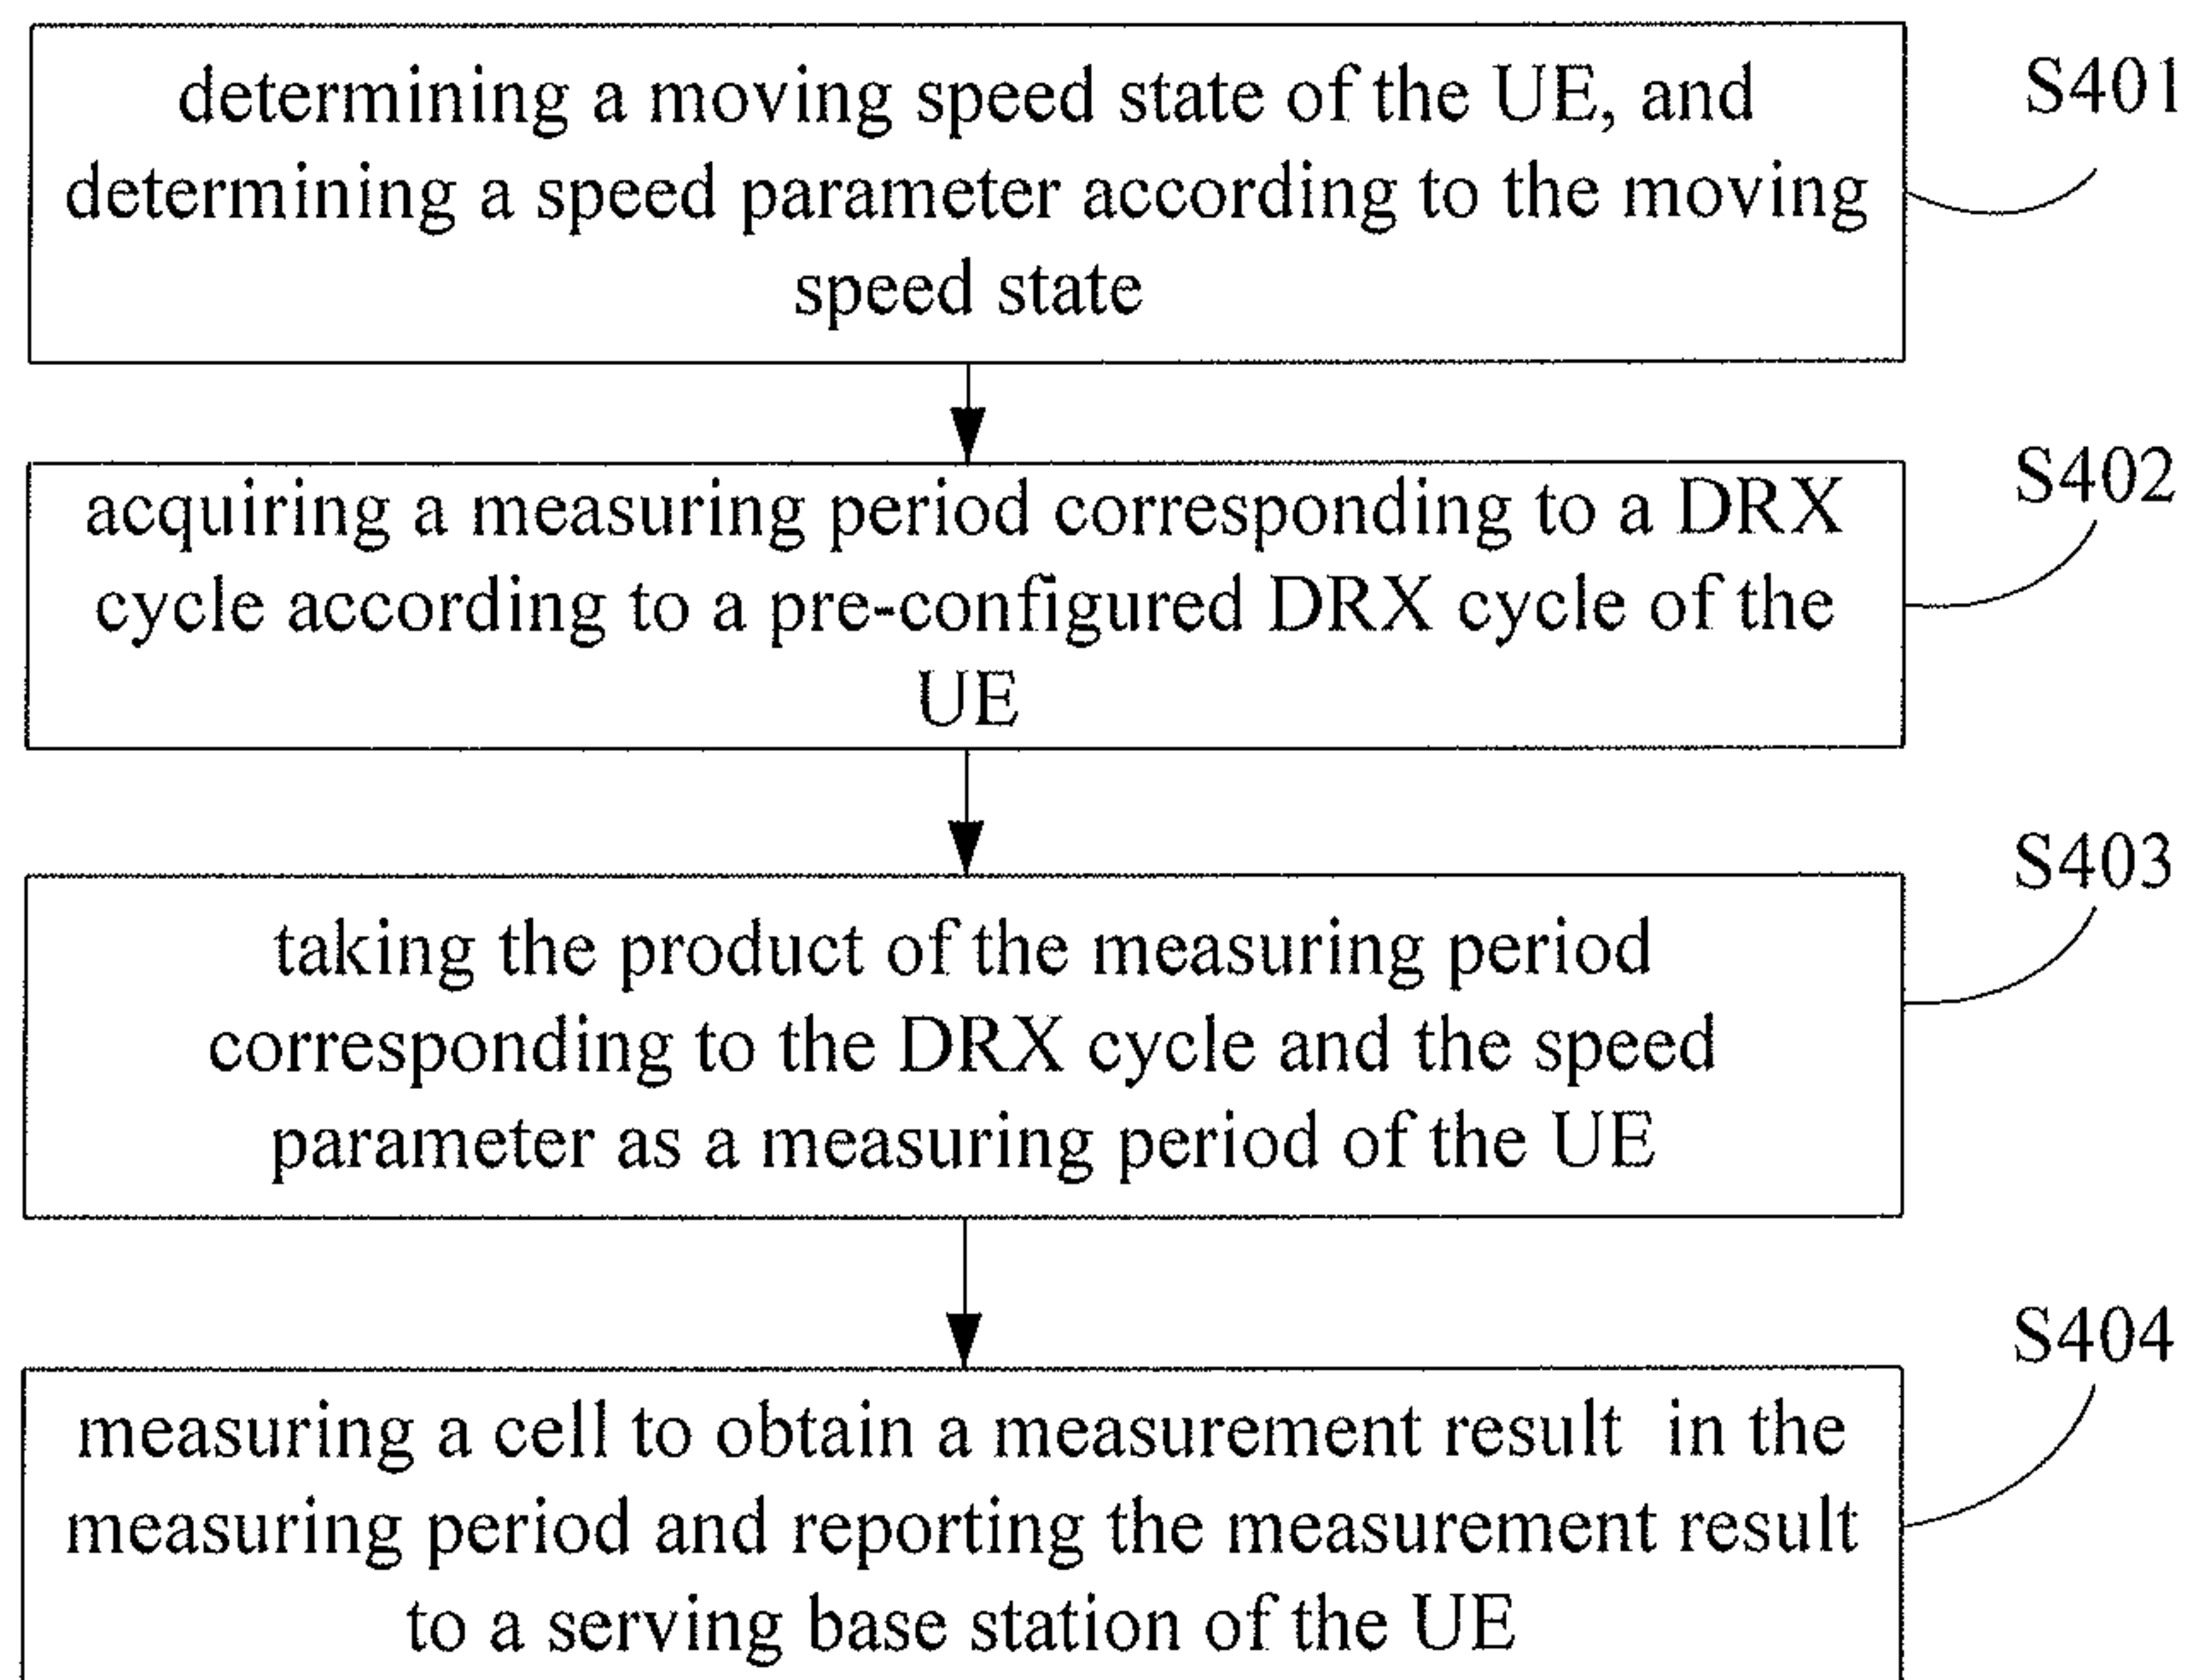 determining a moving speed state of the UE, and
determining a speed parameter according to the moving
speed state
S401
acquiring a measuring period corresponding to a DRX
cycle according to a pre-configured DRX cycle of the
UE
S402
taking the product of the measuring period
corresponding to the DRX cycle and the speed
parameter as a measuring period of the UE
S403
measuring a cell to obtain a measurement result in the
measuring period and reporting the measurement result
to a serving base station of the UE
S404